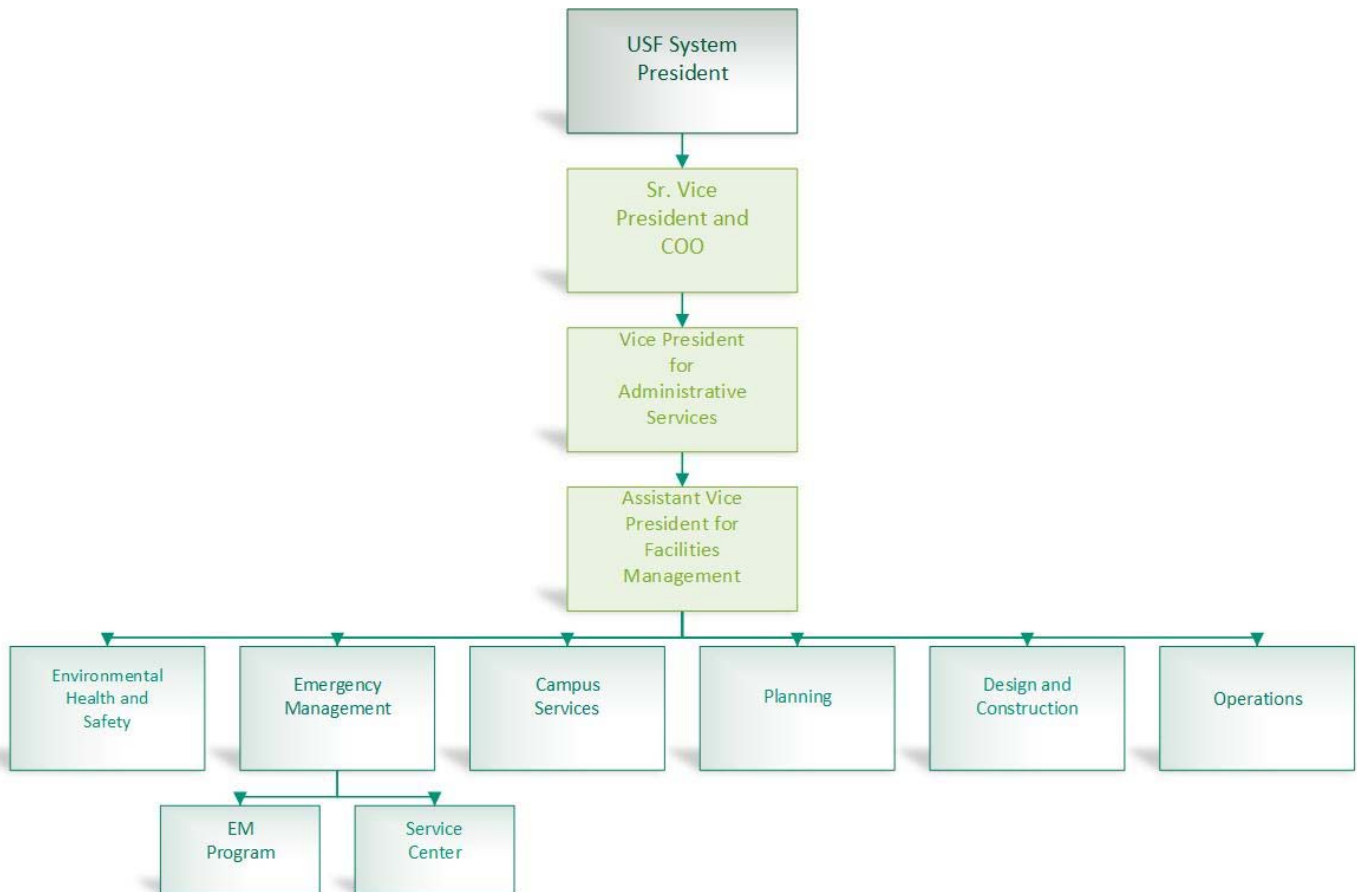 USF System
President
Sr. Vice
President and
COO
Vice President
for
Administrative
Services
Assistant Vice
President for
Facilities
Management
Environmental
Health and
Safety
Emergency
Management
Campus
Services
Planning
Design and
Construction
Operations
EM
Program
Service
Center